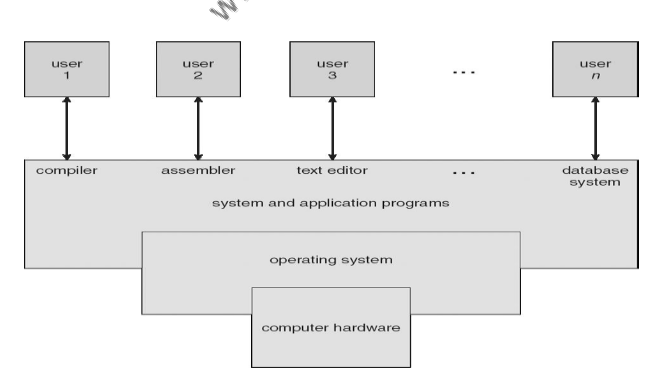 user
1
user
2
user
3
...
user
n
compiler
assembler
text editor
...
database
system
system and application programs
operating system
computer hardware